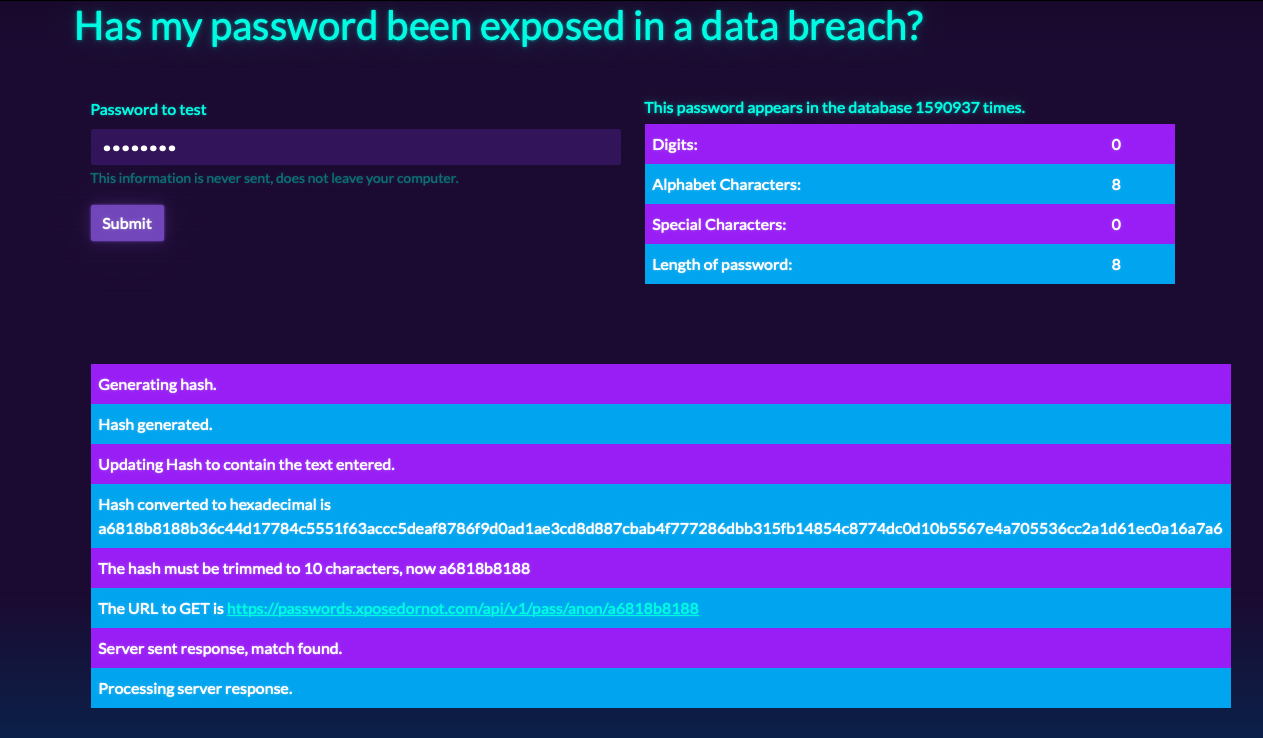 Has my password been exposed in a data breach?
Password to test
••••••••
This information is never sent, does not leave your computer.
Submit
This password appears in the database 1590937 times.
Digits: 0
Alphabet Characters: 8
Special Characters: 0
Length of password: 8
Generating hash.
Hash generated.
Updating Hash to contain the text entered.
Hash converted to hexadecimal is
a6818b8188b36c44d17784c5551f63accc5deaf8786f9d0ad1ae3cd8d887cbab4f777286dbb315fb14854c8774dc0d10b5567e4a705536cc2a1d61ec0a16a7a6
The hash must be trimmed to 10 characters, now a6818b8188
The URL to GET is https://passwords.xposedornot.com/api/v1/pass/anon/a6818b8188
Server sent response, match found.
Processing server response.